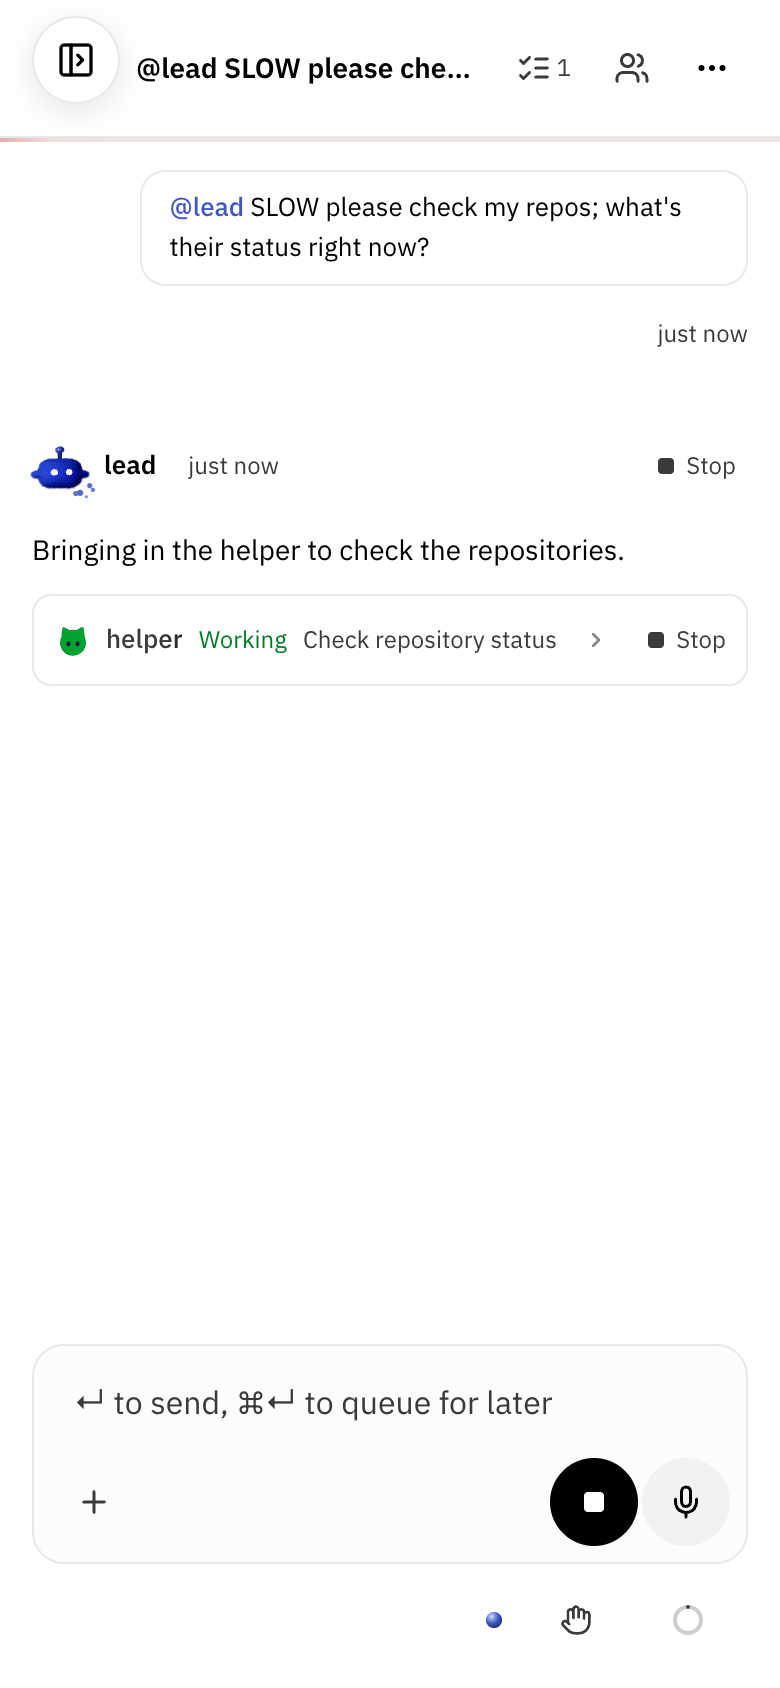 @lead SLOW please che...
1
@lead SLOW please check my repos; what's
their status right now?
just now
lead just now Stop
Bringing in the helper to check the repositories.
helper Working Check repository status Stop
↵ to send, ⌘↵ to queue for later